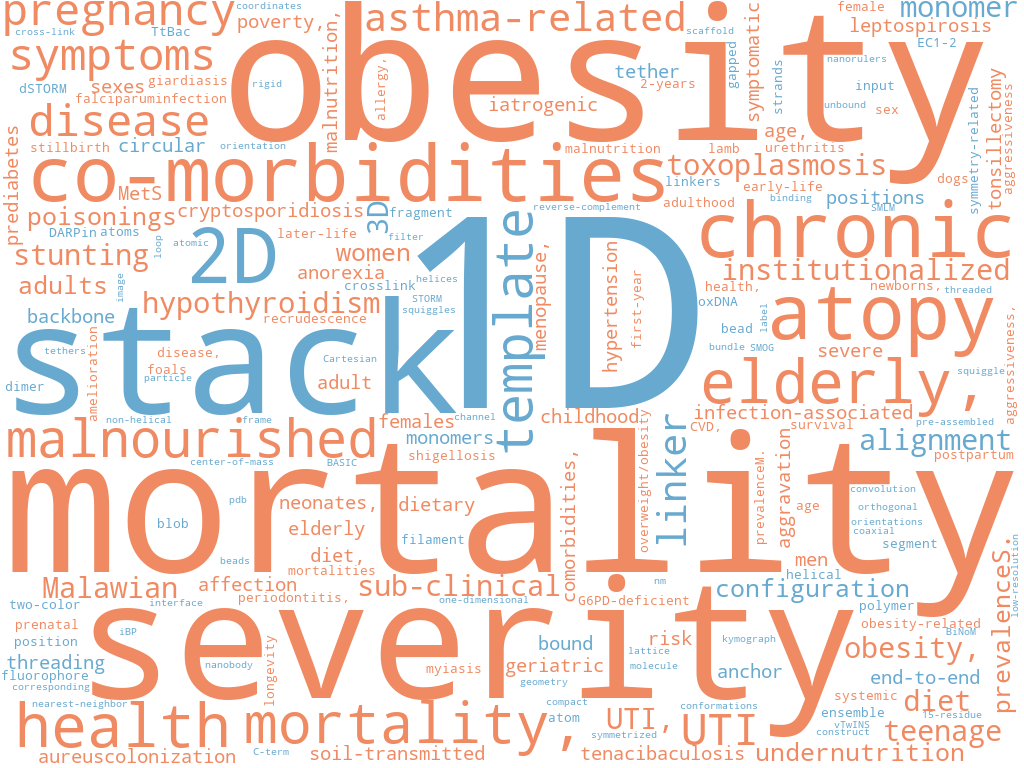 pregnancy
coordinates
asthma-related
female
monomer
cross-link
TtBac
poverty,
scaffold
leptospirosis
symptoms
obesity
malnutrition,
symptomatic
gapped
EC1-2
nanorulers
dSTORM
sexes
giardiasis
rigid
allergy,
tether
2-years
strands
input
falciparuminfection
iatrogenic
unbound
sex
disease
circular
stillbirth
orientation
malnutrition
lamb
age,
urethritis
symmetry-related
tonsillectomy
aggressiveness
prediabetes
co-morbidities
toxoplasmosis
MetS
linkers
early-life
binding
positions
dogs
adulthood
SMLM
poisonings
cryptosporidiosis
3D
fragment
reverse-complement
DARPin
atoms
later-life
filter
chronic
stunting
loop
atomic
2D
women
1D
template
menopause,
hypertension
first-year
anorexia
helices
institutionalized
adults
image
crosslink
STORM
health,
newborns,
threaded
hypothyroidism
squiggles
oxDNA
atopy
backbone
recrudescence
bead
label
stack
tethers
amelioration
disease,
Cartesian
bundle
SMOG
severe
aggressiveness,
foals
particle
dimer
adult
elderly,
squiggle
non-helical
frame
females
channel
childhood
infection-associated
malnourished
monomers
CVD,
survival
pre-assembled
linker
overweight/obesity
alignment
shigellosis
center-of-mass
BASIC
postpartum
mortality
pdb
neonates,
dietary
comorbidities,
prevalenceM.
aggravation
age
convolution
orthogonal
blob
elderly
orientations
coaxial
filament
segment
beads
diet,
men
mortalities
helical
prevalences.
low-resolution
Malawian
affection
sub-clinical
nm
configuration
two-color
interface
periodontitis,
one-dimensional
G6PD-deficient
polymer
prenatal
obesity-related
position
iBP
severity
bound
risk
kymograph
BiNoM
longevity
lattice
obesity,
threading
nanobody
myiasis
geriatric
molecule
anchor
end-to-end
fluorophore
geometry
corresponding
systemic
diet
nearest-neighbor
compact
conformations
health
mortality,
atom
UTI,
UTI
ensemble
T5-residue
vTwINS
teenage
construct
symmetrized
aureuscolonization
C-term
soil-transmitted
tenacibaculosis
undernutrition